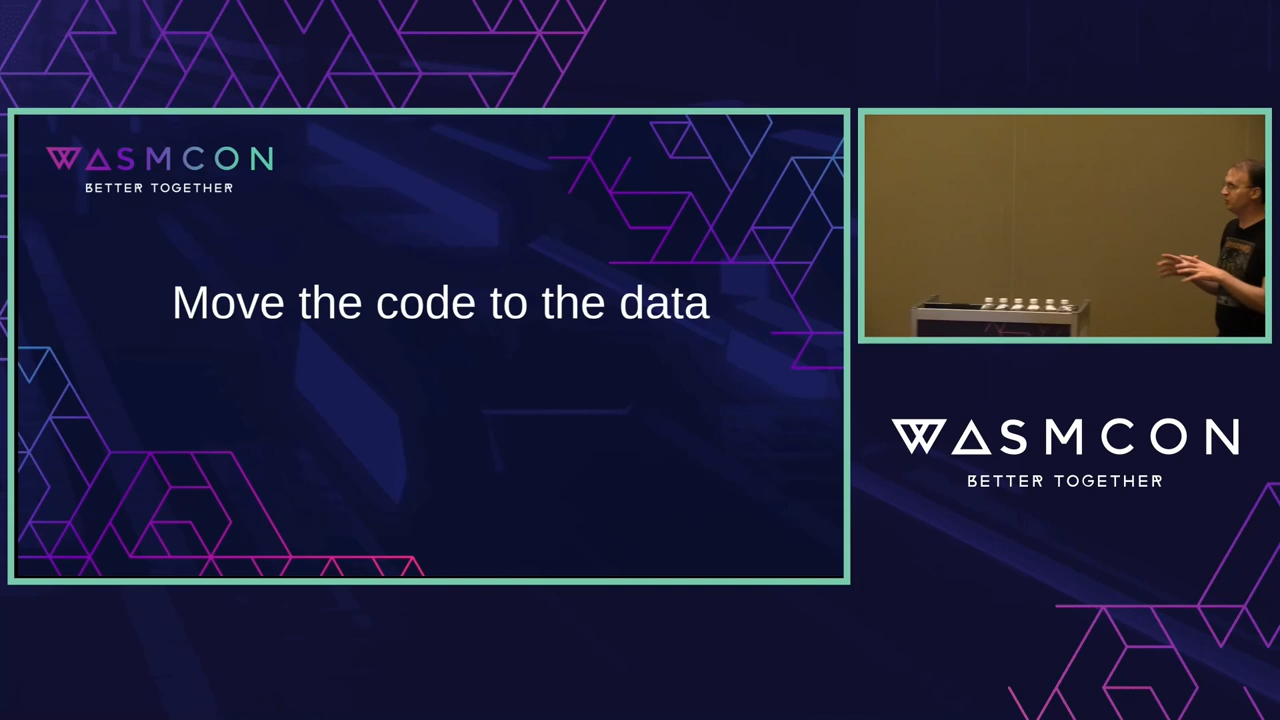 WASMCON
BETTER TOGETHER
Move the code to the data
WASMCON
BETTER TOGETHER